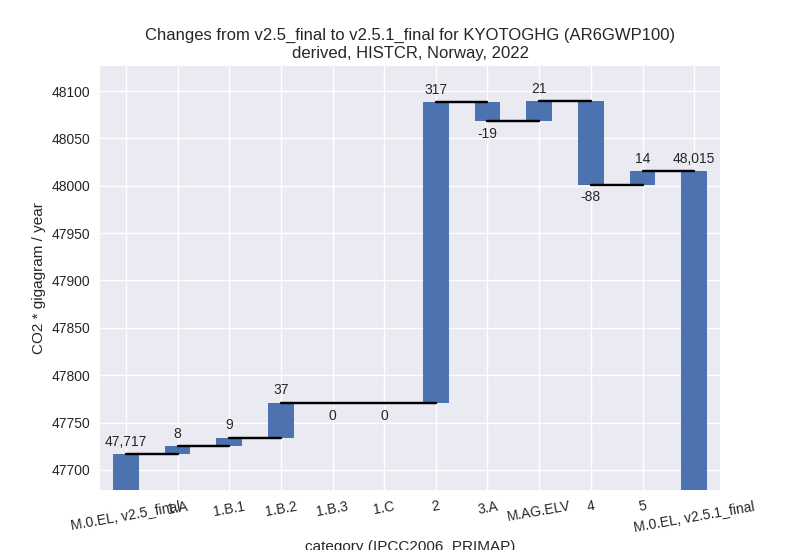 Changes from v2.5_final to v2.5.1_final for KYOTOGHG (AR6GWP100)
derived, HISTCR, Norway, 2022
CO2 * gigagram / year
48100
48050
48000
47950
47900
47850
47800
47750
47700
47,717
8
9
37
0
0
317
-19
21
-88
14
48,015
M.0.EL, v2.5_final
1.A
1.B.1
1.B.2
1.B.3
1.C
2
3.A
M.AG.ELV
4
5
M.0.EL, v2.5.1_final
category (IPCC2006_PRIMAP)